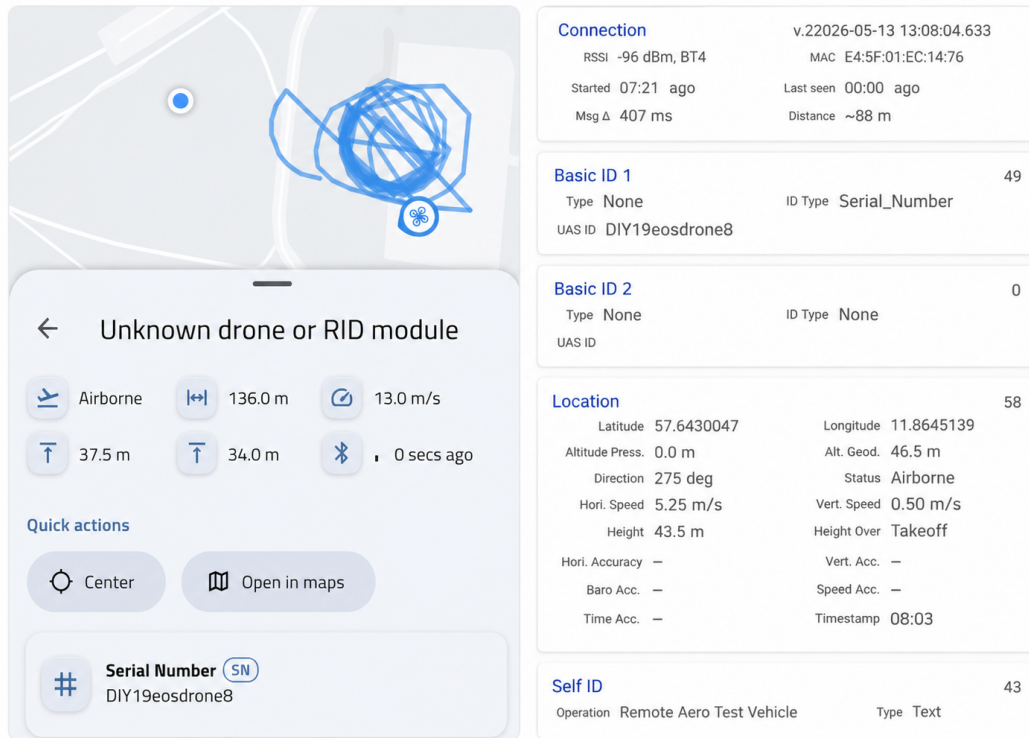 Unknown drone or RID module
Airborne
136.0 m
13.0 m/s
37.5 m
34.0 m
0 secs ago
Quick actions
Center
Open in maps
Serial Number SN
DIY19eosdrone8
Connection v.22026-05-13 13:08:04.633
RSSI -96 dBm, BT4 MAC E4:5F:01:EC:14:76
Started 07:21 ago Last seen 00:00 ago
Msg Δ 407 ms Distance ~88 m
Basic ID 1 49
Type None ID Type Serial_Number
UAS ID DIY19eosdrone8
Basic ID 2 0
Type None ID Type None
UAS ID
Location 58
Latitude 57.6430047 Longitude 11.8645139
Altitude Press. 0.0 m Alt. Geod. 46.5 m
Direction 275 deg Status Airborne
Hori. Speed 5.25 m/s Vert. Speed 0.50 m/s
Height 43.5 m Height Over Takeoff
Hori. Accuracy – Vert. Acc. –
Baro Acc. – Speed Acc. –
Time Acc. – Timestamp 08:03
Self ID 43
Operation Remote Aero Test Vehicle Type Text